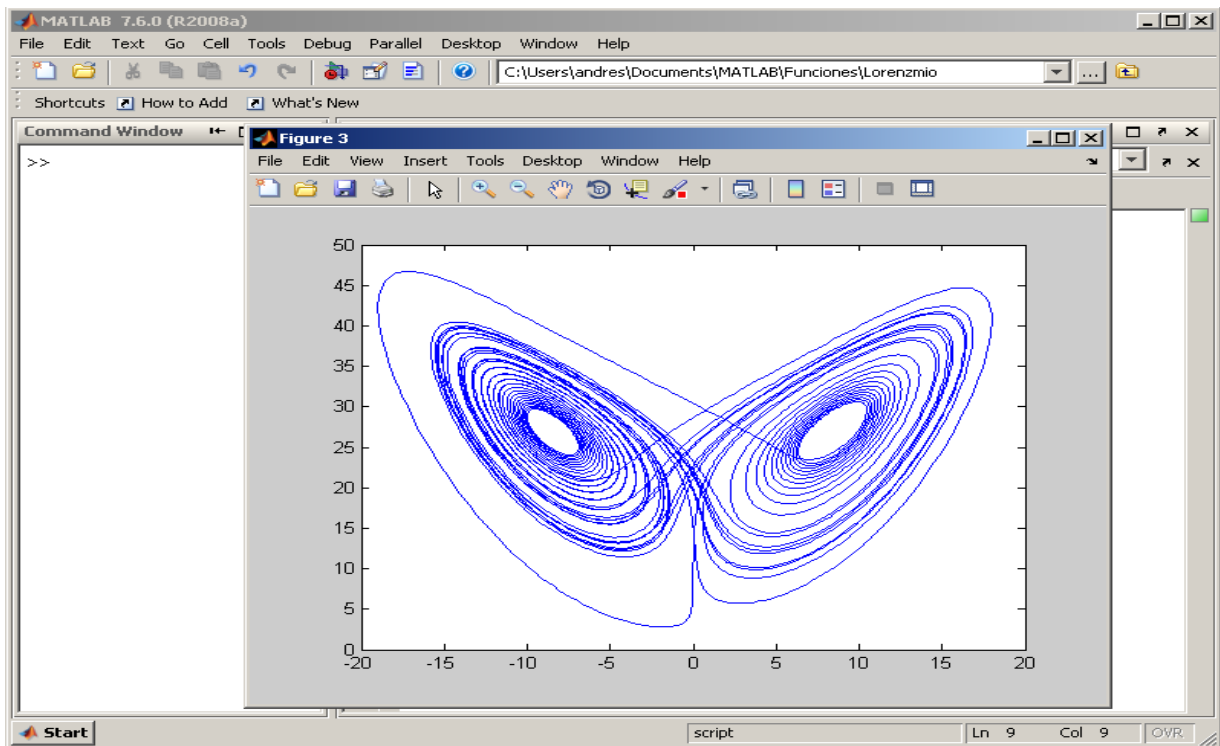 MATLAB 7.6.0 (R2008a)
File Edit Text Go Cell Tools Debug Parallel Desktop Window Help
C:\Users\andres\Documents\MATLAB\Funciones\Lorenzmio
...
Shortcuts How to Add What's New
Command Window
>>
Figure 3
File Edit View Insert Tools Desktop Window Help
50
45
40
35
30
25
20
15
10
5
0
-20 -15 -10 -5 0 5 10 15 20
Start script Ln 9 Col 9 OVR